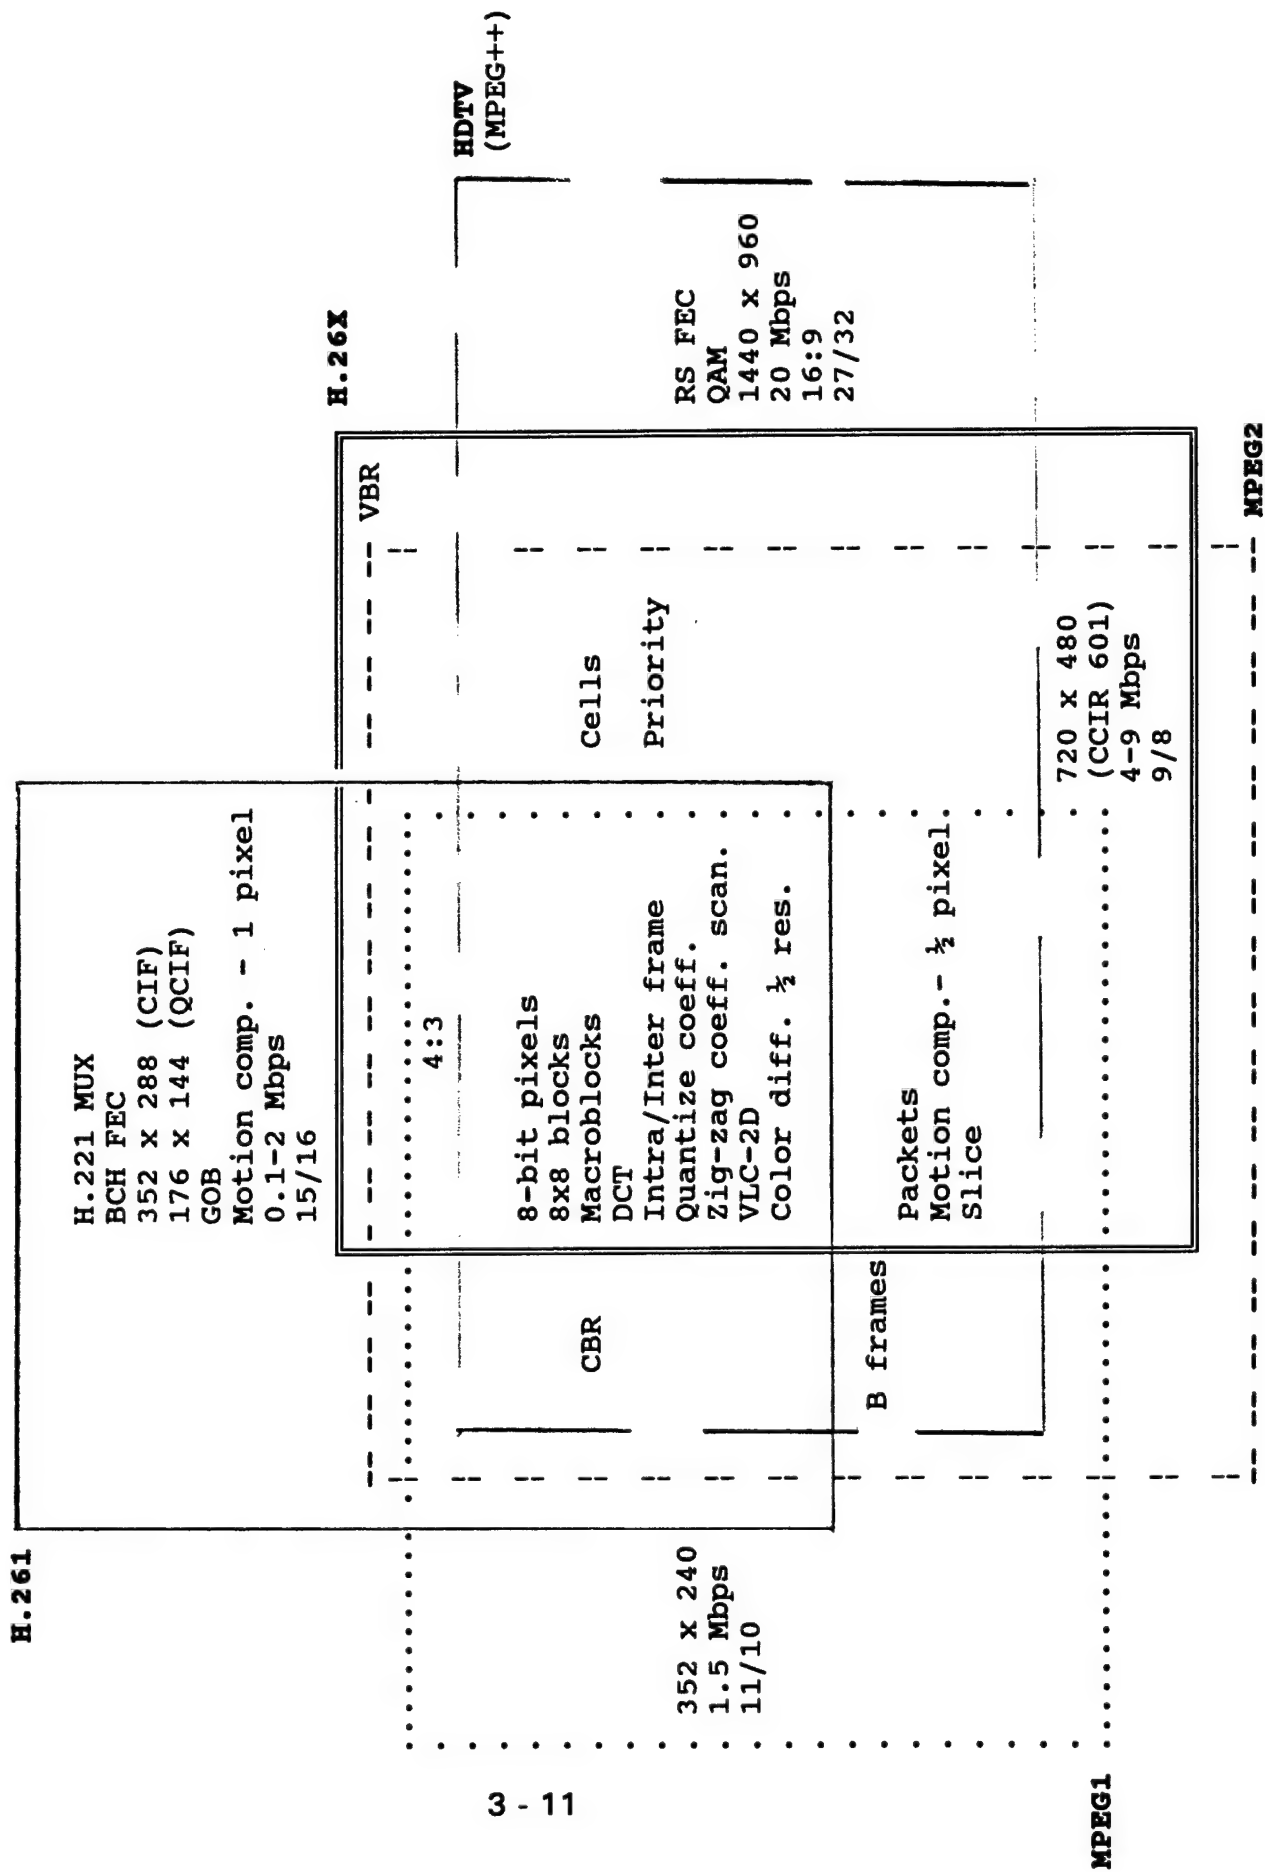 H.261
H.221 MUX
BCH FEC
352 x 288 (CIF)
176 x 144 (QCIF)
GOB
Motion comp. - 1 pixel
0.1-2 Mbps
15/16
H.26X
VBR
4:3
HDTV
(MPEG++)
8-bit pixels
8x8 blocks
Macroblocks
DCT
Intra/Inter frame
Quantize coeff.
Zig-zag coeff. scan.
VLC-2D
Color diff. ½ res.
CBR
Cells
Priority
RS FEC
QAM
1440 x 960
20 Mbps
16:9
27/32
352 x 240
1.5 Mbps
11/10
B frames
Packets
Motion comp.- ½ pixel
Slice
720 x 480
(CCIR 601)
4-9 Mbps
9/8
MPEG1
MPEG2
3 - 11